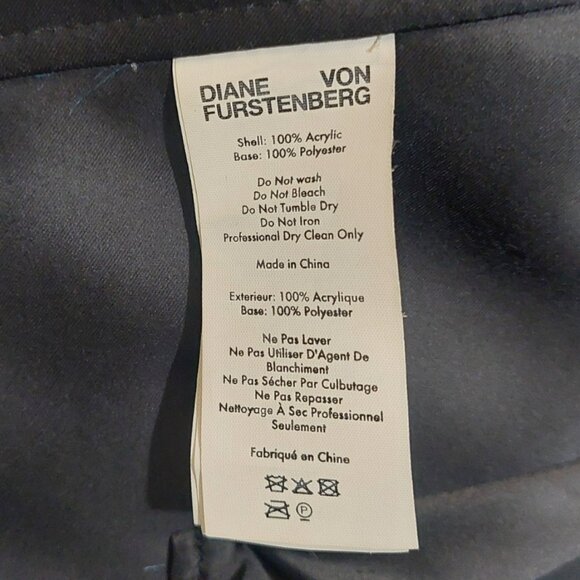 DIANE VON
FURSTENBERG
Shell: 100% Acrylic
Base: 100% Polyester
Do Not wash
Do Not Bleach
Do Not Tumble Dry
Do Not Iron
Professional Dry Clean Only
Made in China
Exterieur: 100% Acrylique
Base: 100% Polyester
Ne Pas Laver
Ne Pas Utiliser D'Agent De
Blanchiment
Ne Pas Sécher Par Culbutage
Ne Pas Repasser
Nettoyage À Sec Professionnel
Seulement
Fabriqué en Chine
P